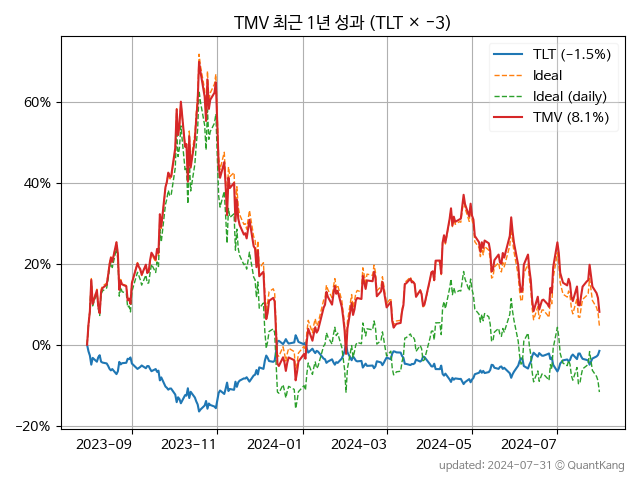 TMV 최근 1년 성과 (TLT × −3)
TLT (−1.5%)
Ideal
Ideal (daily)
TMV (8.1%)
60%
40%
20%
0%
−20%
2023-09
2023-11
2024-01
2024-03
2024-05
2024-07
updated: 2024-07-31 © QuantKang